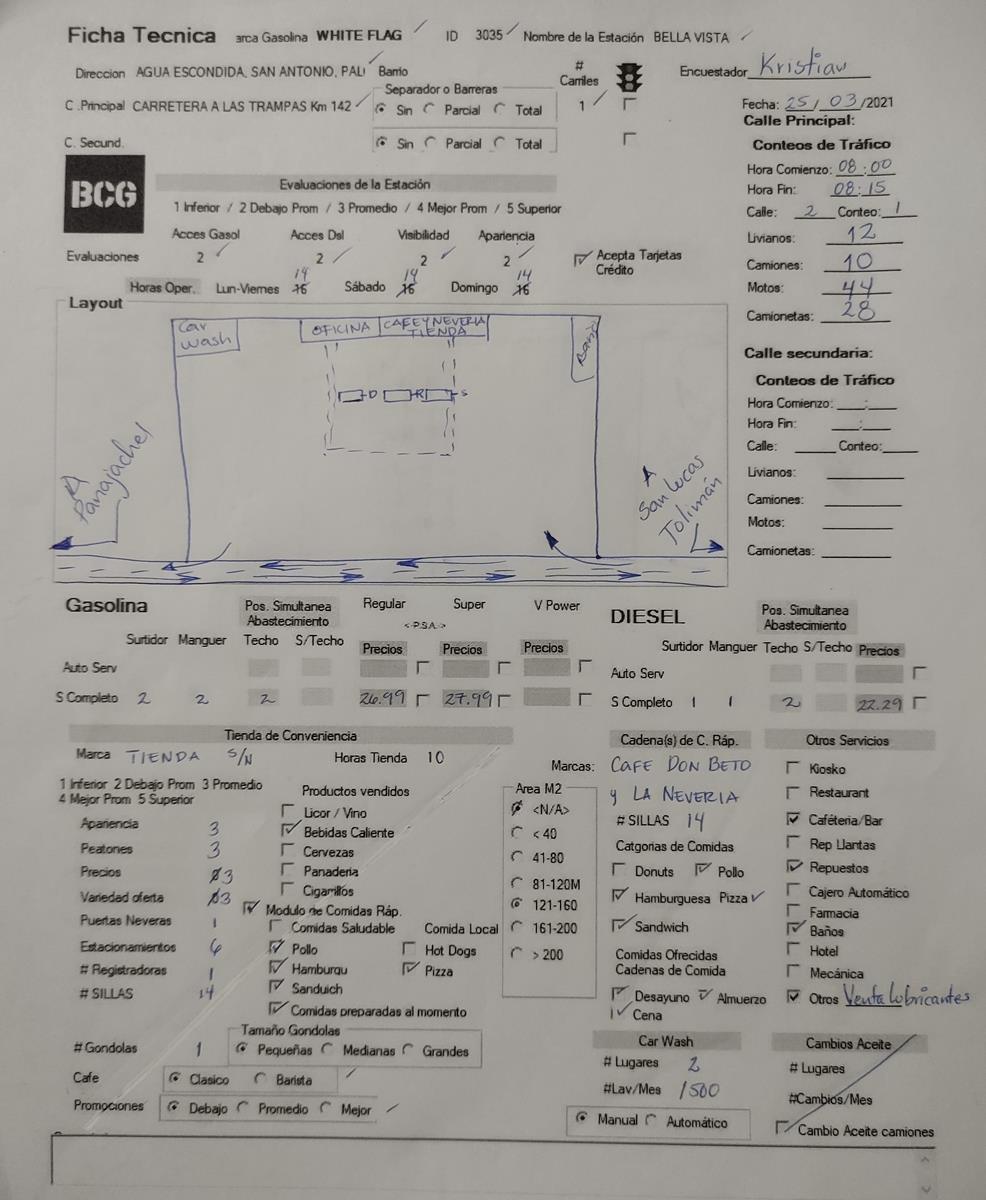 Ficha Tecnica arca Gasolina WHITE FLAG ID 3035 Nombre de la Estación BELLA VISTA
Direccion AGUA ESCONDIDA, SAN ANTONIO, PAL Barrio # Carriles Encuestador Kristian
Separador o Barreras
C .Principal CARRETERA A LAS TRAMPAS Km 142 Sin Parcial Total 1 Fecha: 25/03/2021
Calle Principal:
C. Secund. Sin Parcial Total
Conteos de Tráfico
BCG
Hora Comienzo: 08:00
Evaluaciones de la Estación
Hora Fin: 08:15
1 Inferior / 2 Debajo Prom / 3 Promedio / 4 Mejor Prom / 5 Superior
Calle: 2 Conteo: 1
Acces Gasol Acces Dsl Visibilidad Apariencia
Livianos: 12
Evaluaciones 2 2 2 2 Acepta Tarjetas Crédito
Camiones: 10
Horas Oper. Lun-Viernes 14 Sábado 14 Domingo 14
Motos: 44
Camionetas: 28
Layout
Car wash
OFICINA
CAFE Y NEVERIA
TIENDA
D R S
A Panajachel
A San Lucas Tolimán
Calle secundaria:
Conteos de Tráfico
Hora Comienzo: __:__
Hora Fin: __:__
Calle: Conteo:
Livianos:
Camiones:
Motos:
Camionetas:
Gasolina Pos. Simultanea Abastecimiento Regular Super V Power DIESEL Pos. Simultanea Abastecimiento
<-P.S.A.->
Surtidor Manguer Techo S/Techo Precios Precios Precios Surtidor Manguer Techo S/Techo Precios
Auto Serv Auto Serv
S Completo 2 2 2 26.99 27.99 S Completo 1 1 2 22.29
Tienda de Conveniencia
Marca TIENDA S/N Horas Tienda 10
1 Inferior 2 Debajo Prom 3 Promedio
4 Mejor Prom 5 Superior
Apariencia 3
Peatones 3
Precios 3
Variedad oferta 3
Puertas Neveras 1
Estacionamientos 6
# Registradoras 1
# SILLAS 14
Productos vendidos
Licor / Vino
Bebidas Caliente
Cervezas
Panaderia
Cigarrillos
Modulo de Comidas Ráp.
Comidas Saludable Comida Local
Pollo Hot Dogs
Hamburgu Pizza
Sanduich
Comidas preparadas al momento
Area M2
<N/A>
< 40
41-80
81-120M
121-160
161-200
> 200
Tamaño Gondolas
# Gondolas 1 Pequeñas Medianas Grandes
Cafe Clasico Barista
Promociones Debajo Promedio Mejor
Cadena(s) de C. Ráp.
Marcas: CAFE DON BETO
y LA NEVERIA
# SILLAS 14
Catgorias de Comidas
Donuts Pollo
Hamburguesa Pizza
Sandwich
Comidas Ofrecidas
Cadenas de Comida
Desayuno Almuerzo
Cena
Car Wash
# Lugares 2
#Lav/Mes 1500
Manual Automático
Otros Servicios
Kiosko
Restaurant
Caféteria/Bar
Rep Llantas
Repuestos
Cajero Automático
Farmacia
Baños
Hotel
Mecánica
Otros Venta lubricantes
Cambios Aceite
# Lugares
#Cambios/Mes
Cambio Aceite camiones